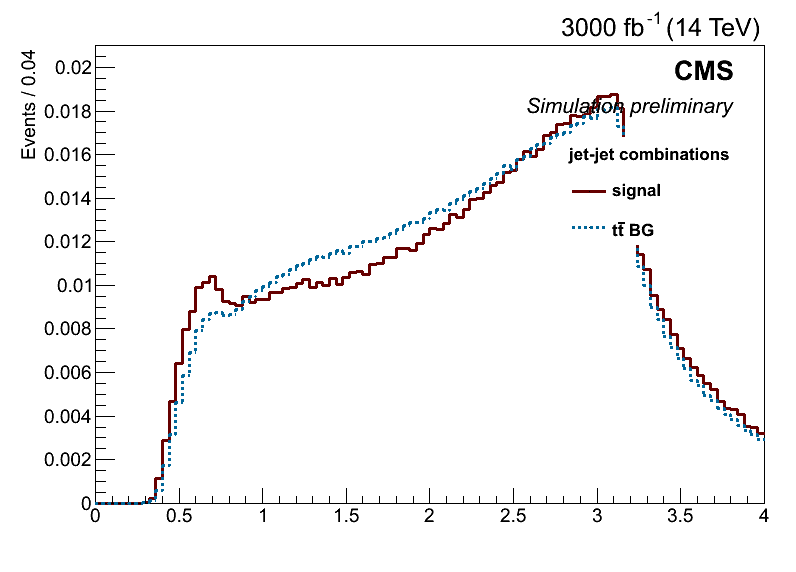 3000 fb⁻¹ (14 TeV)
Events / 0.04
CMS
Simulation preliminary
jet-jet combinations
signal
tt̄ BG
0.02
0.018
0.016
0.014
0.012
0.01
0.008
0.006
0.004
0.002
0
0 0.5 1 1.5 2 2.5 3 3.5 4